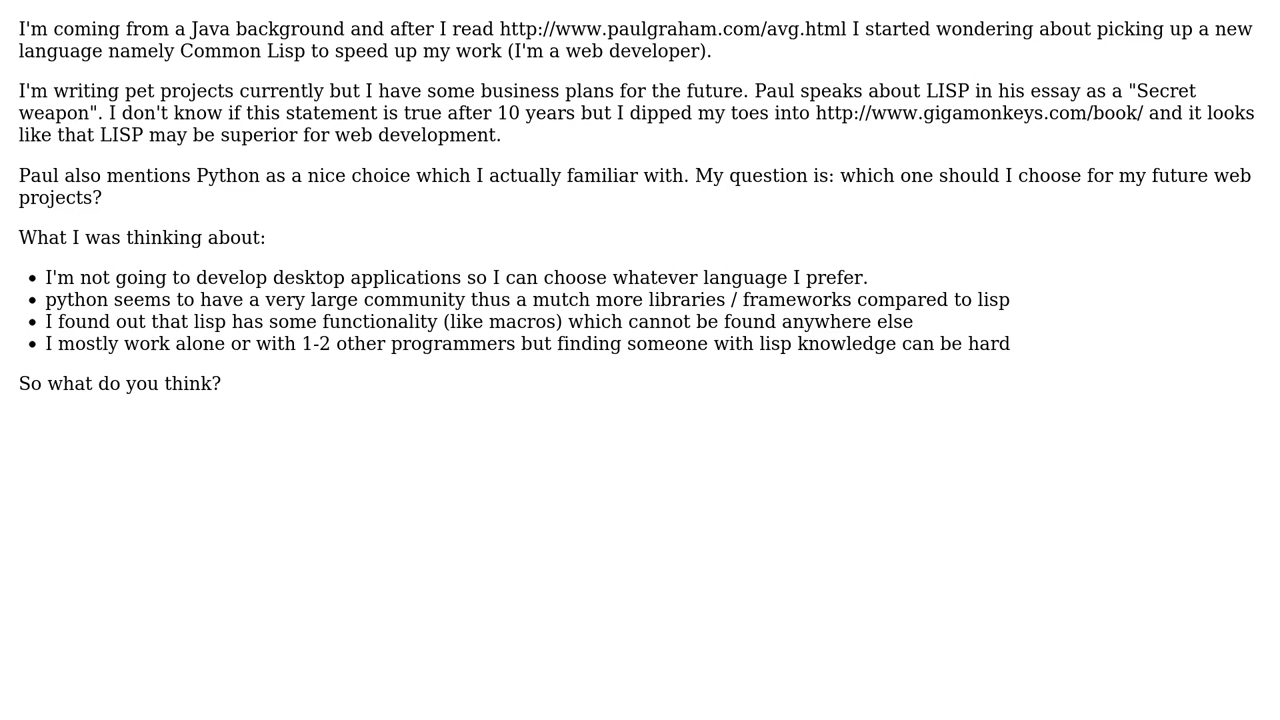 I'm coming from a Java background and after I read http://www.paulgraham.com/avg.html I started wondering about picking up a new
language namely Common Lisp to speed up my work (I'm a web developer).
I'm writing pet projects currently but I have some business plans for the future. Paul speaks about LISP in his essay as a "Secret
weapon". I don't know if this statement is true after 10 years but I dipped my toes into http://www.gigamonkeys.com/book/ and it looks
like that LISP may be superior for web development.
Paul also mentions Python as a nice choice which I actually familiar with. My question is: which one should I choose for my future web
projects?
What I was thinking about:
• I'm not going to develop desktop applications so I can choose whatever language I prefer.
• python seems to have a very large community thus a mutch more libraries / frameworks compared to lisp
• I found out that lisp has some functionality (like macros) which cannot be found anywhere else
• I mostly work alone or with 1-2 other programmers but finding someone with lisp knowledge can be hard
So what do you think?